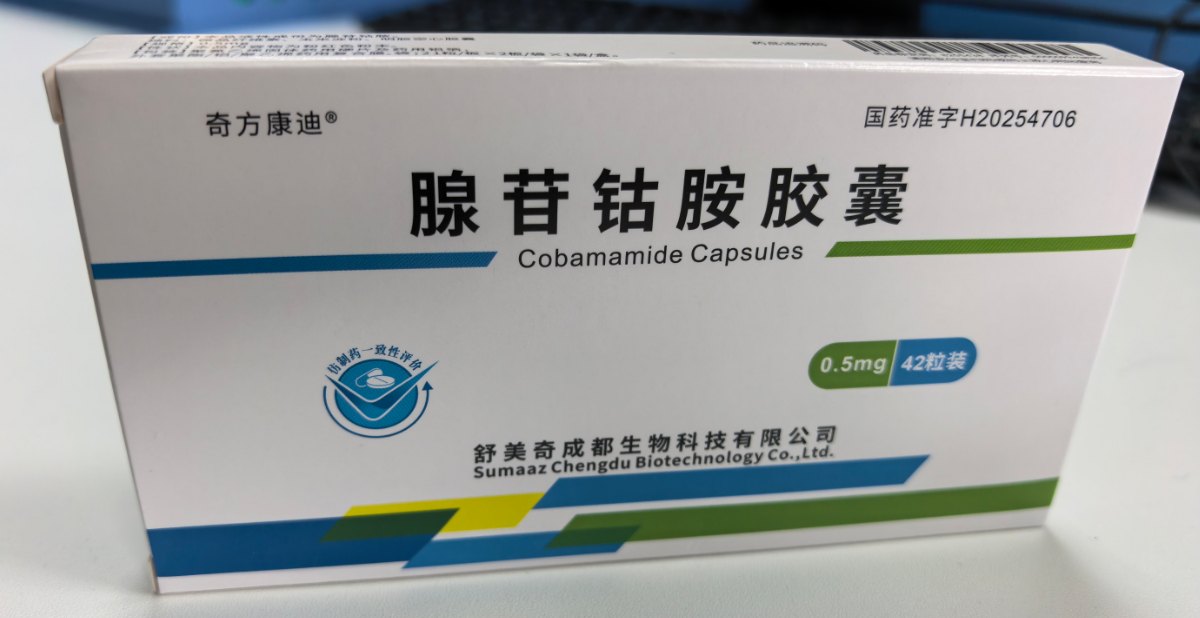 奇方康迪®
国药准字H20254706
腺苷钴胺胶囊
Cobamamide Capsules
仿制药一致性评价
0.5mg 42粒装
舒美奇成都生物科技有限公司
Sumaaz Chengdu Biotechnology Co.,Ltd.